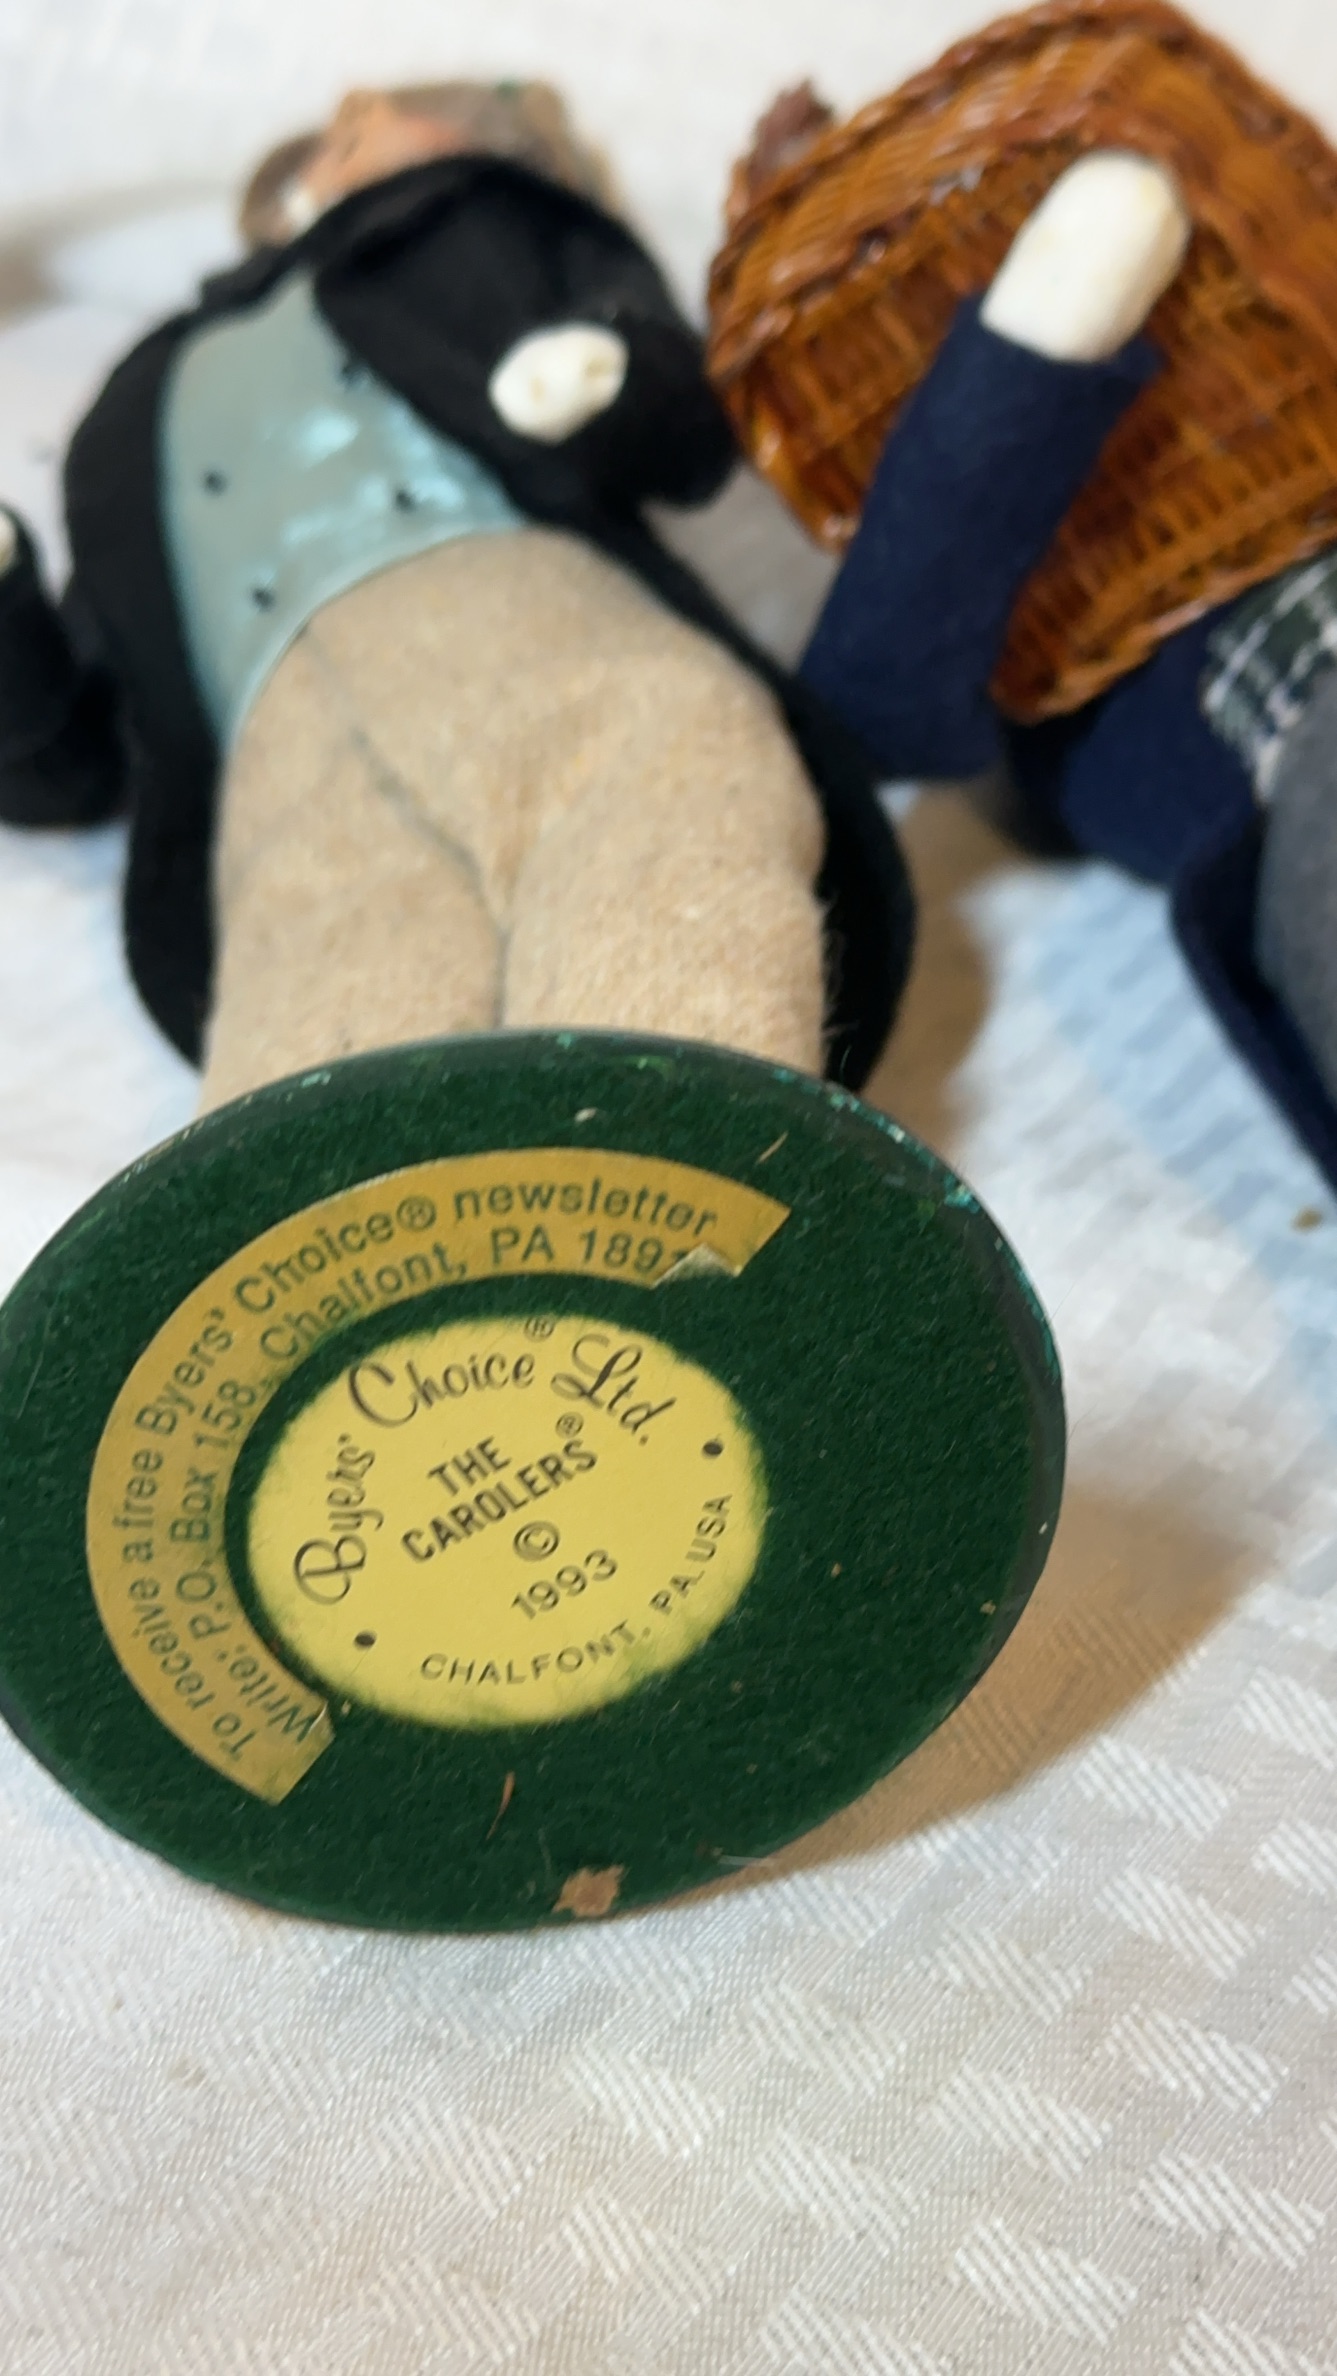 To receive a free Byers' Choice® newsletter
Write: P.O. Box 158, Chalfont, PA 1891
Byers' Choice® Ltd.
THE
CAROLERS®
©
1993
CHALFONT, PA. USA